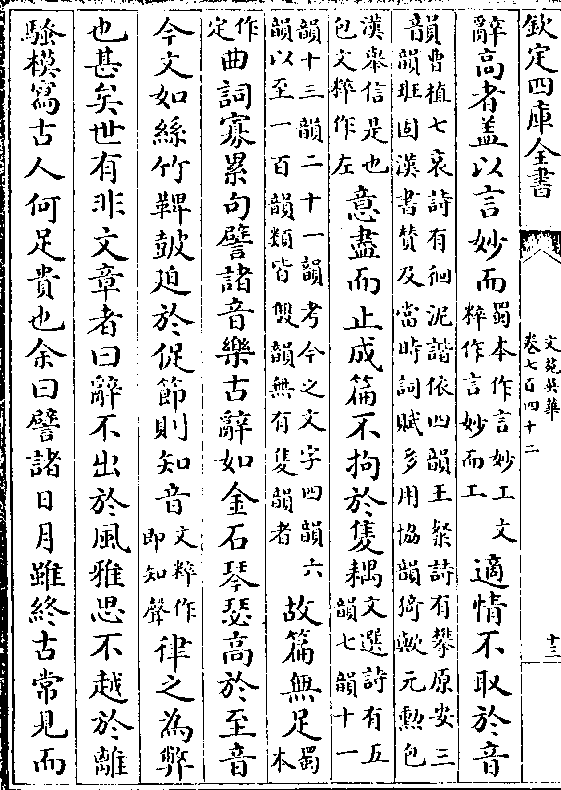 欽定四庫全書
文苑英華
卷七百四十二
十三
辭高者蓋以言妙而
蜀本作言妙工文
粹作言妙而工
適情不取於音
韻
曹植七哀詩有徊泥諧依四韻王粲詩有攀原安三
韻班固漢書賛及當時詞賦多用協韻猗歟元勲包
漢舉信是也
包文粹作左
意盡而止成篇不拘於隻耦
文選詩有五
韻七韻十一
韻十三韻二十一韻考今之文字四韻六
韻以至一百韻類皆雙韻無有隻韻者
故篇無足
蜀
本
作
定
曲詞寡累句譬諸音樂古辭如金石琴瑟高於至音
今文如絲竹鞞鼓迫於促節則知音
文粹作
即知聲
律之為弊
也甚矣世有非文章者曰辭不出於風雅思不越於離
騷模寫古人何足貴也余曰譬諸日月雖終古常見而